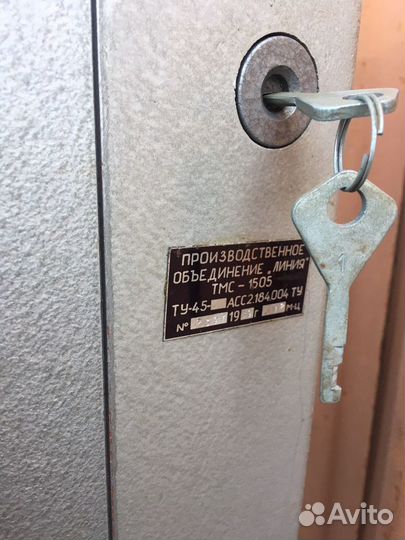 ПРОИЗВОДСТВЕННОЕ
ОБЪЕДИНЕНИЕ „ЛИНИЯ"
ТМС - 1505
ТУ-45- АСС2.184.004 ТУ
№ 19 г м-ц
1
Avito